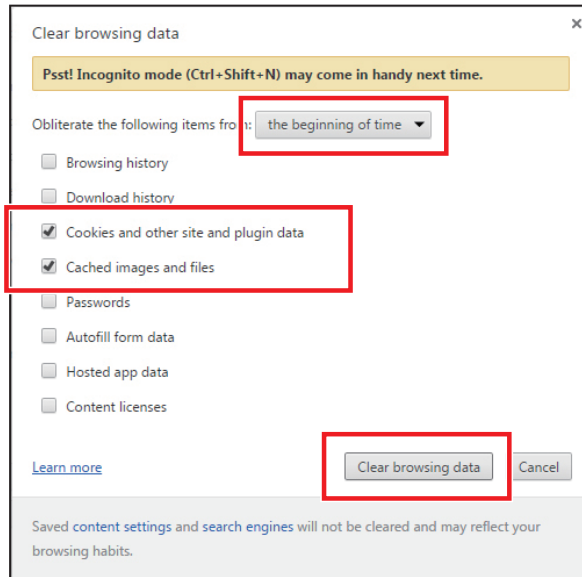 Clear browsing data
Psst! Incognito mode (Ctrl+Shift+N) may come in handy next time.
Obliterate the following items from: the beginning of time
Browsing history
Download history
Cookies and other site and plugin data
Cached images and files
Passwords
Autofill form data
Hosted app data
Content licenses
Learn more Clear browsing data Cancel
Saved content settings and search engines will not be cleared and may reflect your
browsing habits.